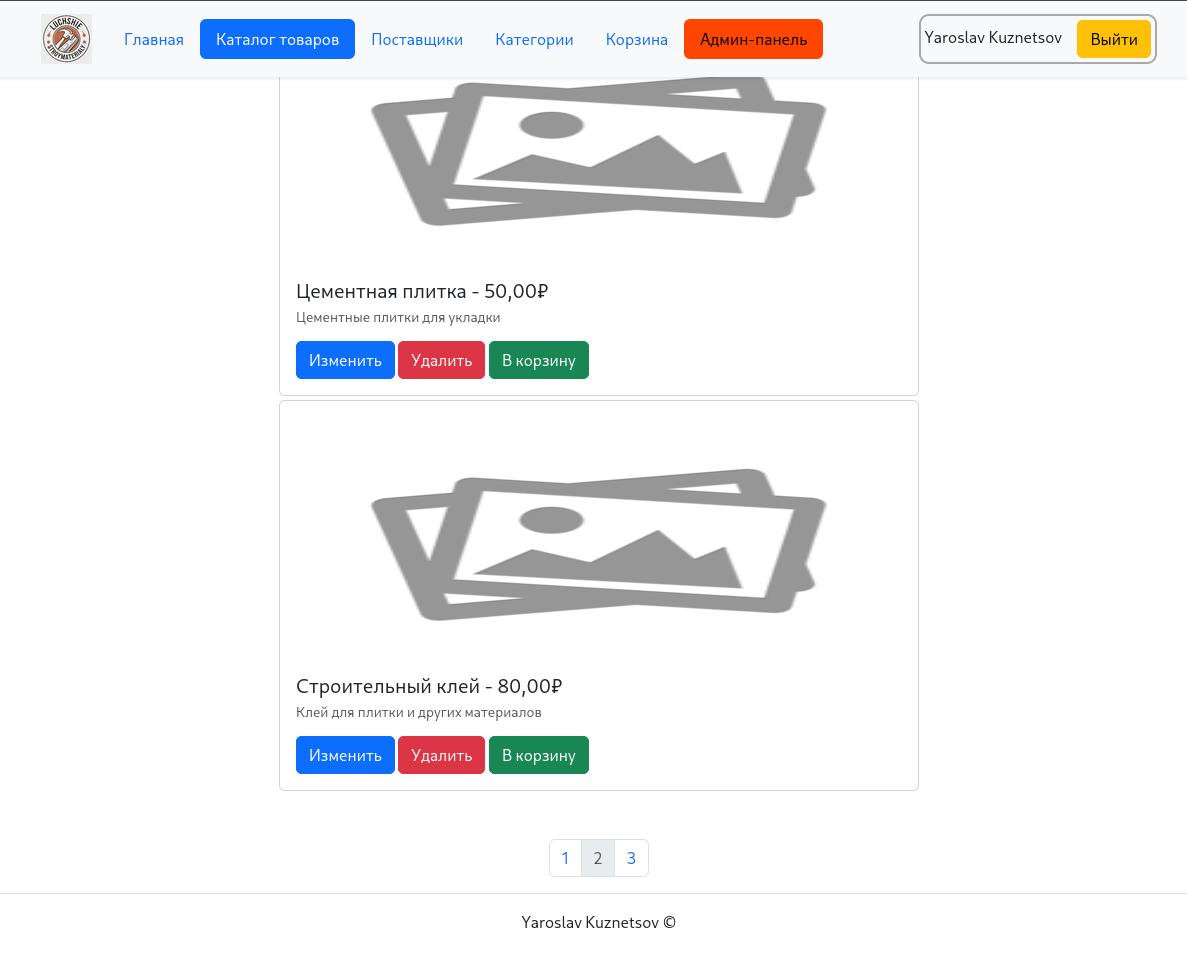 LUCHSHIE
STROYMATERIALY
Главная Каталог товаров Поставщики Категории Корзина Админ-панель Yaroslav Kuznetsov Выйти
Цементная плитка - 50,00₽
Цементные плитки для укладки
Изменить Удалить В корзину
Строительный клей - 80,00₽
Клей для плитки и других материалов
Изменить Удалить В корзину
1 2 3
Yaroslav Kuznetsov ©